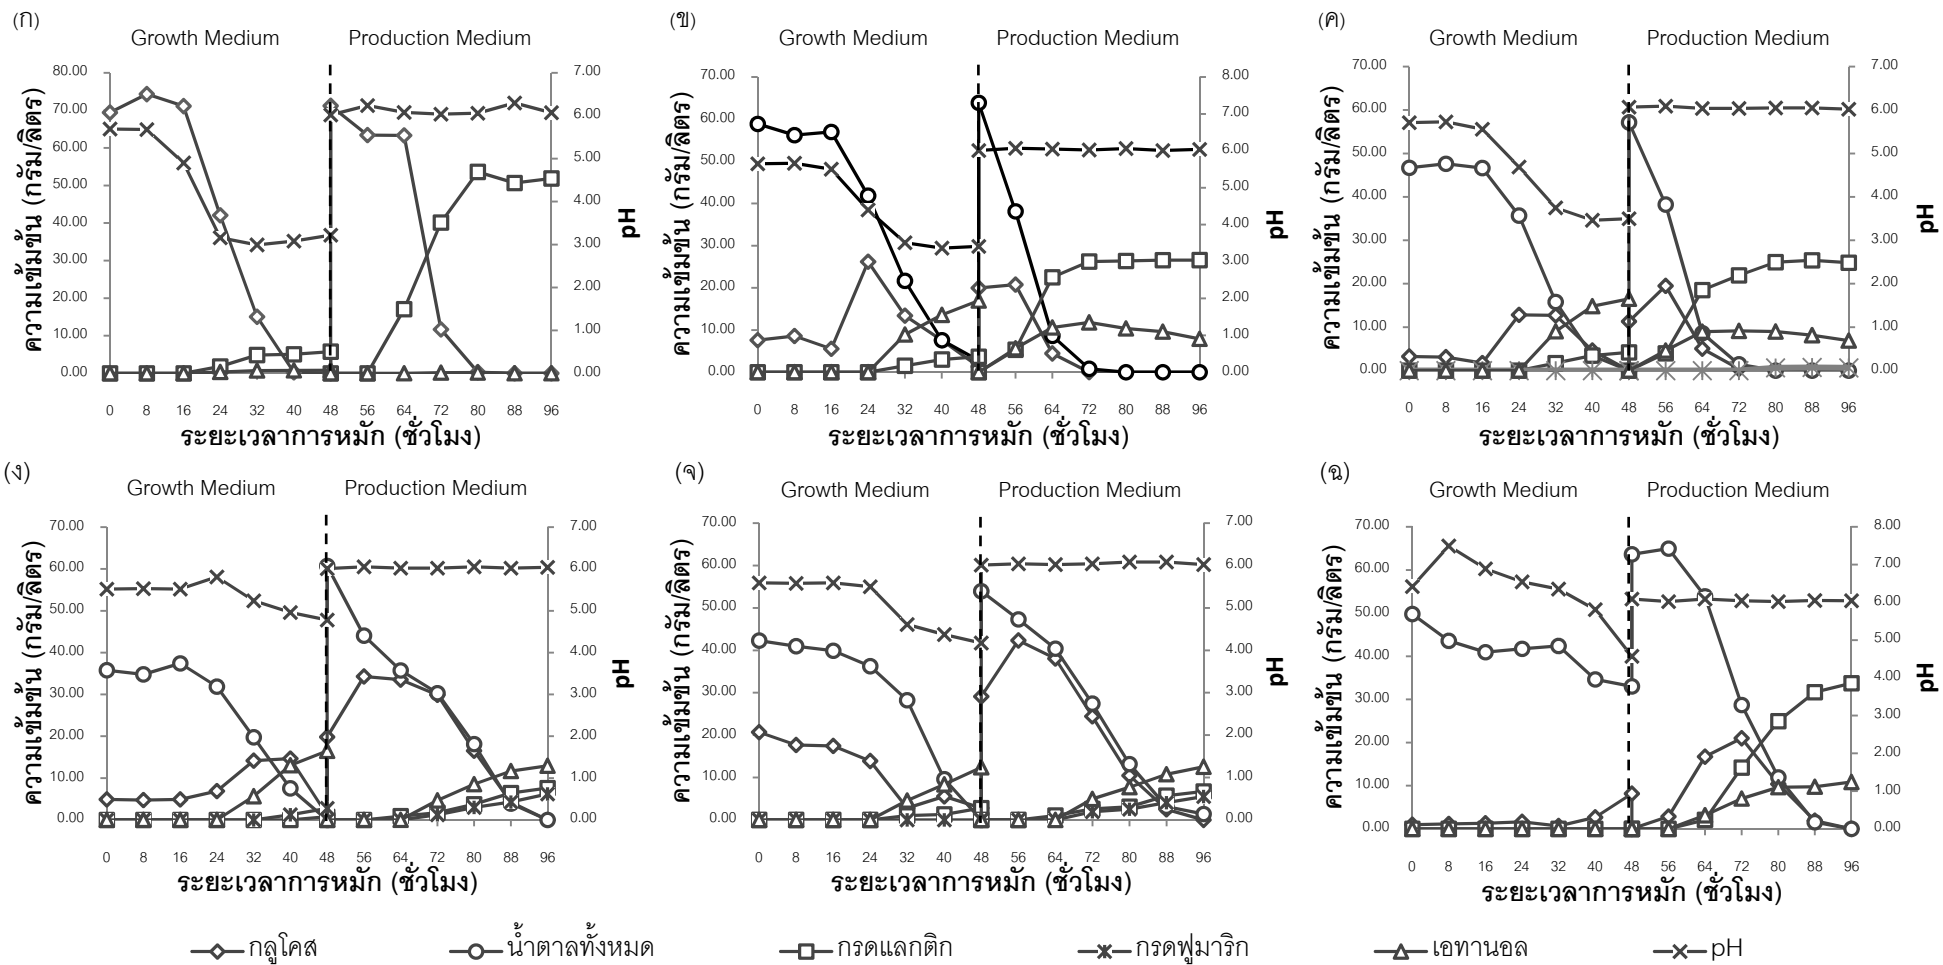 (ก)
Growth Medium Production Medium
80.00 70.00 60.00 50.00 40.00 30.00 20.00 10.00 0.00
ความเข้มข้น (กรัม/ลิตร)
7.00 6.00 5.00 4.00 3.00 2.00 1.00 0.00
pH
0 8 16 24 32 40 48 56 64 72 80 88 96
ระยะเวลาการหมัก (ชั่วโมง)
(ข)
Growth Medium Production Medium
70.00 60.00 50.00 40.00 30.00 20.00 10.00 0.00
ความเข้มข้น (กรัม/ลิตร)
8.00 7.00 6.00 5.00 4.00 3.00 2.00 1.00 0.00
pH
0 8 16 24 32 40 48 56 64 72 80 88 96
ระยะเวลาการหมัก (ชั่วโมง)
(ค)
Growth Medium Production Medium
70.00 60.00 50.00 40.00 30.00 20.00 10.00 0.00
ความเข้มข้น (กรัม/ลิตร)
7.00 6.00 5.00 4.00 3.00 2.00 1.00 0.00
pH
0 8 16 24 32 40 48 56 64 72 80 88 96
ระยะเวลาการหมัก (ชั่วโมง)
(ง)
Growth Medium Production Medium
70.00 60.00 50.00 40.00 30.00 20.00 10.00 0.00
ความเข้มข้น (กรัม/ลิตร)
7.00 6.00 5.00 4.00 3.00 2.00 1.00 0.00
pH
0 8 16 24 32 40 48 56 64 72 80 88 96
ระยะเวลาการหมัก (ชั่วโมง)
(จ)
Growth Medium Production Medium
70.00 60.00 50.00 40.00 30.00 20.00 10.00 0.00
ความเข้มข้น (กรัม/ลิตร)
7.00 6.00 5.00 4.00 3.00 2.00 1.00 0.00
pH
0 8 16 24 32 40 48 56 64 72 80 88 96
ระยะเวลาการหมัก (ชั่วโมง)
(ฉ)
Growth Medium Production Medium
70.00 60.00 50.00 40.00 30.00 20.00 10.00 0.00
ความเข้มข้น (กรัม/ลิตร)
8.00 7.00 6.00 5.00 4.00 3.00 2.00 1.00 0.00
pH
0 8 16 24 32 40 48 56 64 72 80 88 96
ระยะเวลาการหมัก (ชั่วโมง)
กลูโคส น้ำตาลทั้งหมด กรดแลกติก กรดฟูมาริก เอทานอล pH